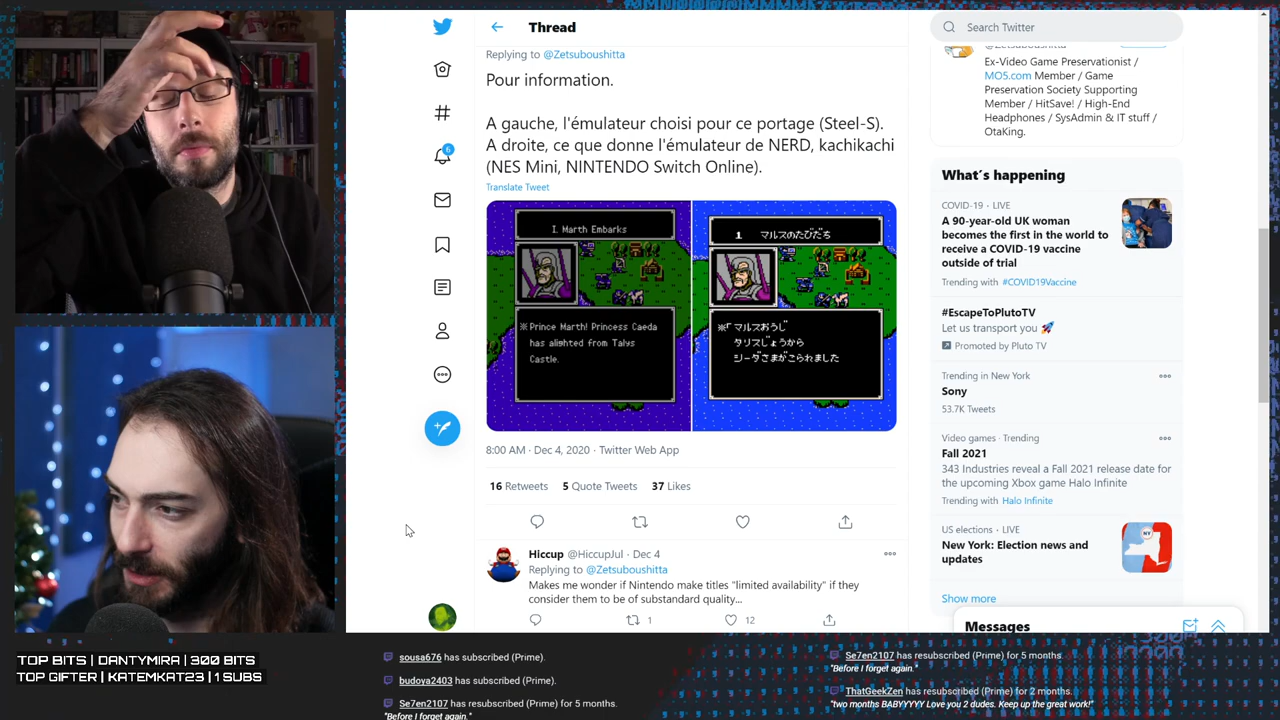 Thread
Search Twitter
Replying to @Zetsuboushitta
Pour information.
A gauche, l'émulateur choisi pour ce portage (Steel-S).
A droite, ce que donne l'émulateur de NERD, kachikachi
(NES Mini, NINTENDO Switch Online).
Translate Tweet
I. Marth Embarks
※Prince Marth! Princess Caeda
has alighted from Talys
Castle.
1 マルスのたびだち
※「マルスおうじ
タリスじょうから
シーダさまがこられました
8:00 AM · Dec 4, 2020 · Twitter Web App
16 Retweets 5 Quote Tweets 37 Likes
Hiccup @HiccupJul · Dec 4
Replying to @Zetsuboushitta
Makes me wonder if Nintendo make titles "limited availability" if they
consider them to be of substandard quality...
1
12
6
@Zetsuboushitta
Ex-Video Game Preservationist /
MO5.com Member / Game
Preservation Society Supporting
Member / HitSave! / High-End
Headphones / SysAdmin & IT stuff /
OtaKing.
What's happening
COVID-19 · LIVE
A 90-year-old UK woman
becomes the first in the world to
receive a COVID-19 vaccine
outside of trial
Trending with #COVID19Vaccine
#EscapeToPlutoTV
Let us transport you 🚀
Promoted by Pluto TV
Trending in New York
Sony
53.7K Tweets
Video games · Trending
Fall 2021
343 Industries reveal a Fall 2021 release date for
the upcoming Xbox game Halo Infinite
Trending with Halo Infinite
US elections · LIVE
New York: Election news and
updates
Show more
Messages
TOP BITS | DANTYMIRA | 300 BITS
TOP GIFTER | KATEMKAT23 | 1 SUBS
sousa676 has subscribed (Prime).
budoya2403 has subscribed (Prime).
Se7en2107 has resubscribed (Prime) for 5 months.
"Before I forget again."
Se7en2107 has resubscribed (Prime) for 5 months.
"Before I forget again."
ThatGeekZen has resubscribed (Prime) for 2 months.
"two months BABYYYYY Love you 2 dudes. Keep up the great work!"